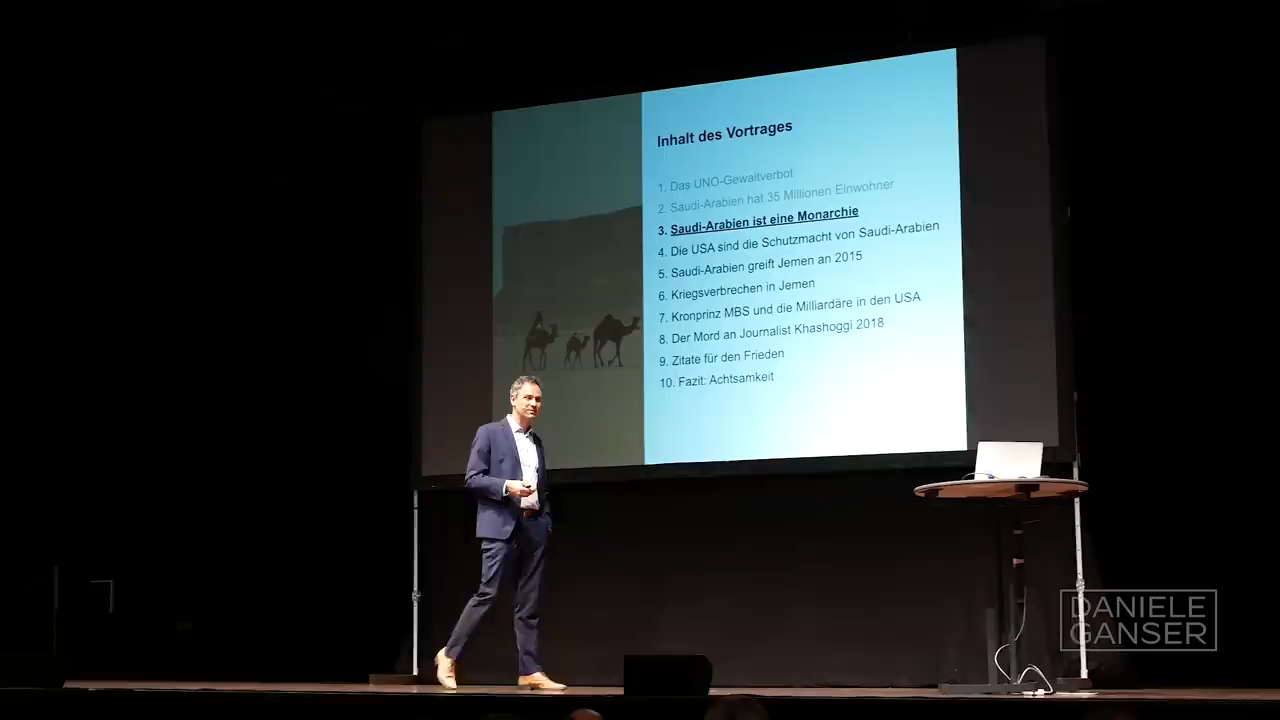 Inhalt des Vortrages
1. Das UNO-Gewaltverbot
2. Saudi-Arabien hat 35 Millionen Einwohner
3. Saudi-Arabien ist eine Monarchie
4. Die USA sind die Schutzmacht von Saudi-Arabien
5. Saudi-Arabien greift Jemen an 2015
6. Kriegsverbrechen in Jemen
7. Kronprinz MBS und die Milliardäre in den USA
8. Der Mord an Journalist Khashoggi 2018
9. Zitate für den Frieden
10. Fazit: Achtsamkeit
DANIELE
GANSER